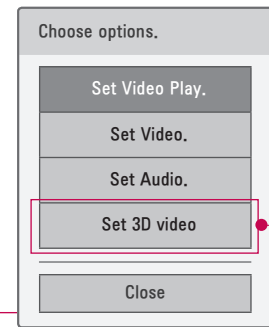 Choose options.
Set Video Play.
Set Video.
Set Audio.
Set 3D video
Close